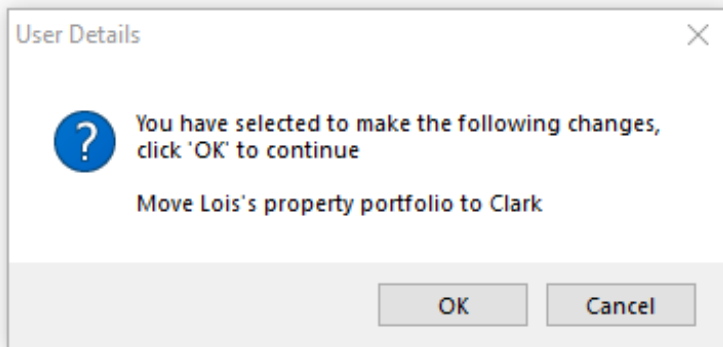 User Details
You have selected to make the following changes,
click 'OK' to continue
Move Lois's property portfolio to Clark
OK
Cancel